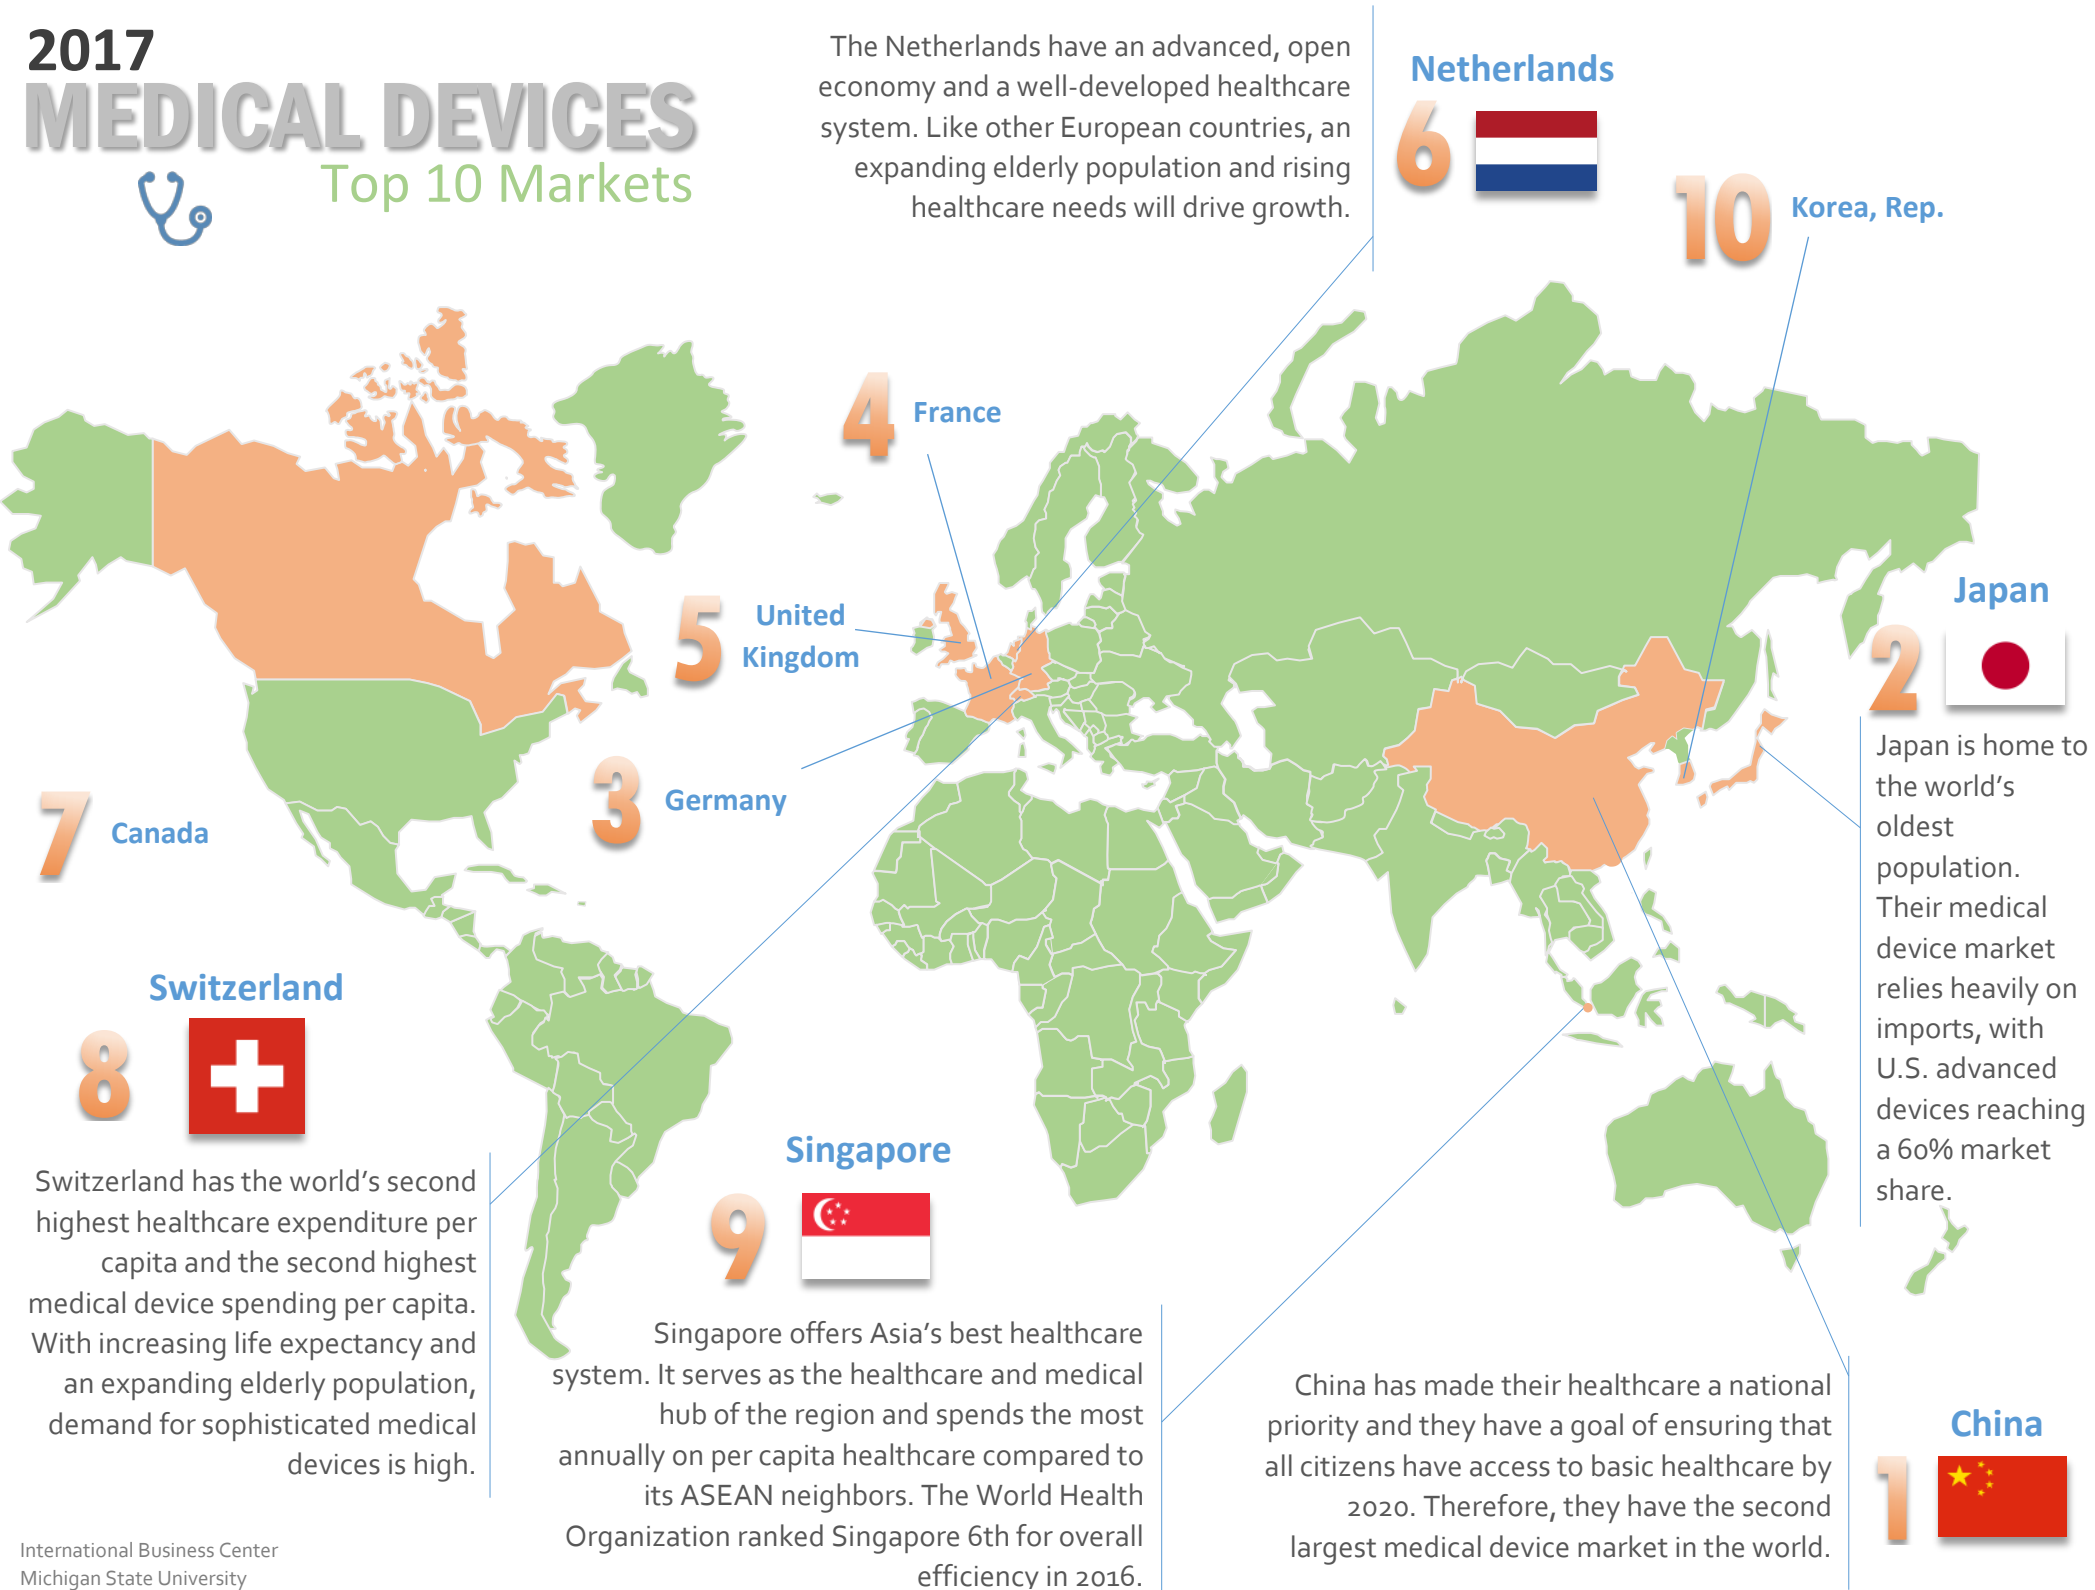 2017
MEDICAL DEVICES
Top 10 Markets
The Netherlands have an advanced, open
economy and a well-developed healthcare
system. Like other European countries, an
expanding elderly population and rising
healthcare needs will drive growth.
Netherlands
6
10
Korea, Rep.
4
France
5
United
Kingdom
3
Germany
7
Canada
Japan
2
Japan is home to
the world’s
oldest
population.
Their medical
device market
relies heavily on
imports, with
U.S. advanced
devices reaching
a 60% market
share.
Switzerland
8
Switzerland has the world’s second
highest healthcare expenditure per
capita and the second highest
medical device spending per capita.
With increasing life expectancy and
an expanding elderly population,
demand for sophisticated medical
devices is high.
Singapore
9
Singapore offers Asia’s best healthcare
system. It serves as the healthcare and medical
hub of the region and spends the most
annually on per capita healthcare compared to
its ASEAN neighbors. The World Health
Organization ranked Singapore 6th for overall
efficiency in 2016.
China has made their healthcare a national
priority and they have a goal of ensuring that
all citizens have access to basic healthcare by
2020. Therefore, they have the second
largest medical device market in the world.
China
1
International Business Center
Michigan State University